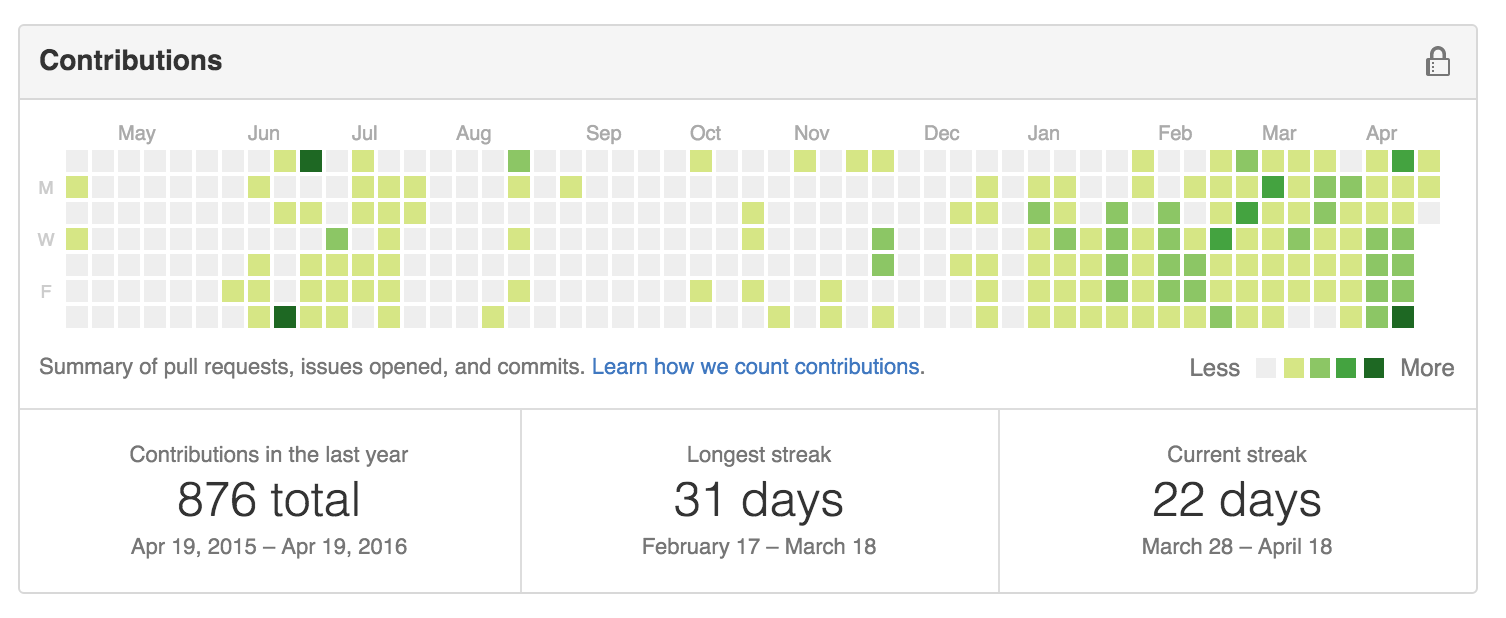 Contributions
May Jun Jul Aug Sep Oct Nov Dec Jan Feb Mar Apr
M
W
F
Summary of pull requests, issues opened, and commits. Learn how we count contributions.
Less More
Contributions in the last year
876 total
Apr 19, 2015 – Apr 19, 2016
Longest streak
31 days
February 17 – March 18
Current streak
22 days
March 28 – April 18